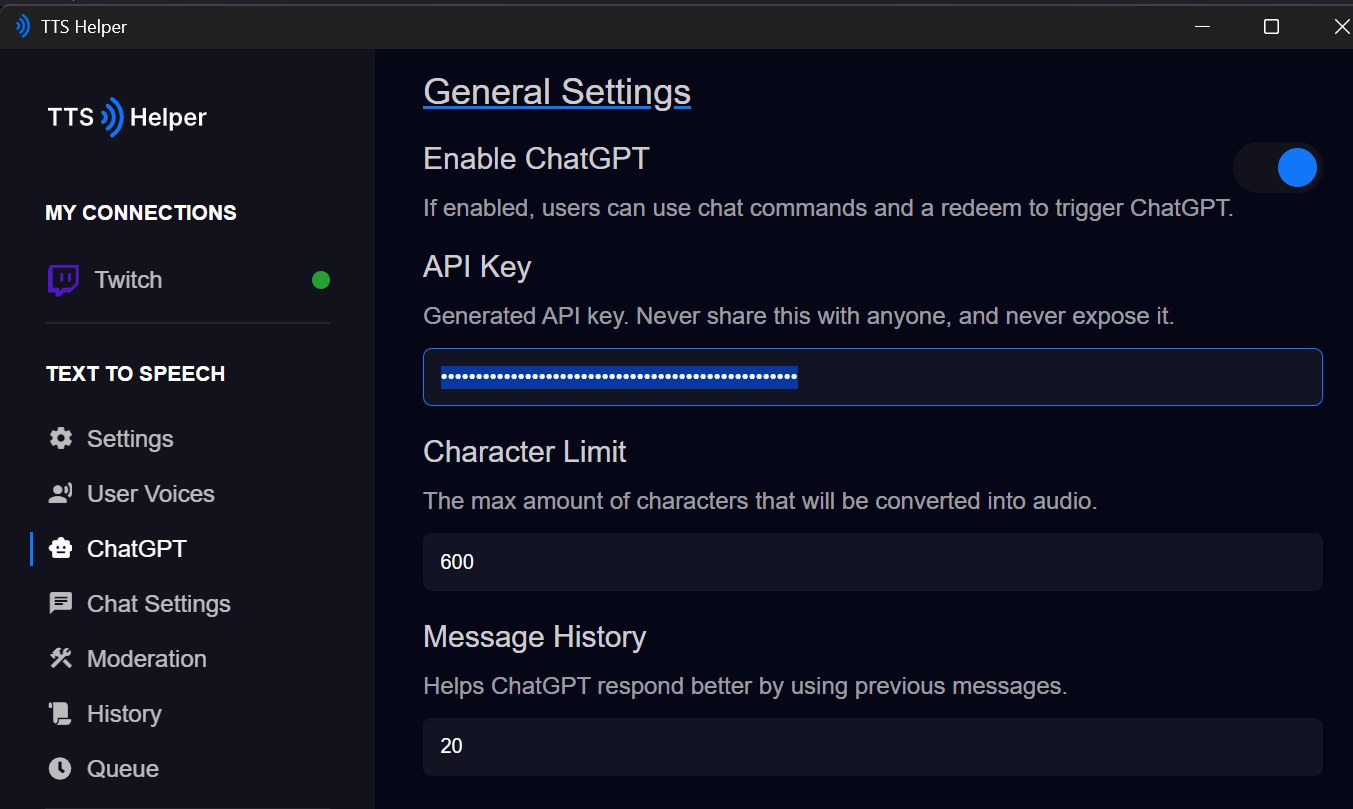 TTS Helper
TTS Helper
MY CONNECTIONS
Twitch
TEXT TO SPEECH
Settings
User Voices
ChatGPT
Chat Settings
Moderation
History
Queue
General Settings
Enable ChatGPT
If enabled, users can use chat commands and a redeem to trigger ChatGPT.
API Key
Generated API key. Never share this with anyone, and never expose it.
Character Limit
The max amount of characters that will be converted into audio.
600
Message History
Helps ChatGPT respond better by using previous messages.
20